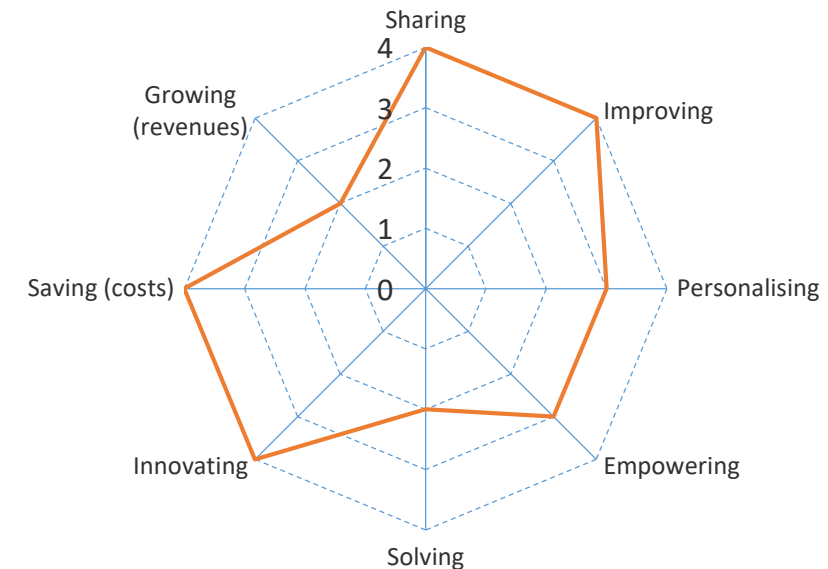 Sharing
4
Growing
(revenues)
3
Improving
2
1
Saving (costs)
0
Personalising
Innovating
Empowering
Solving